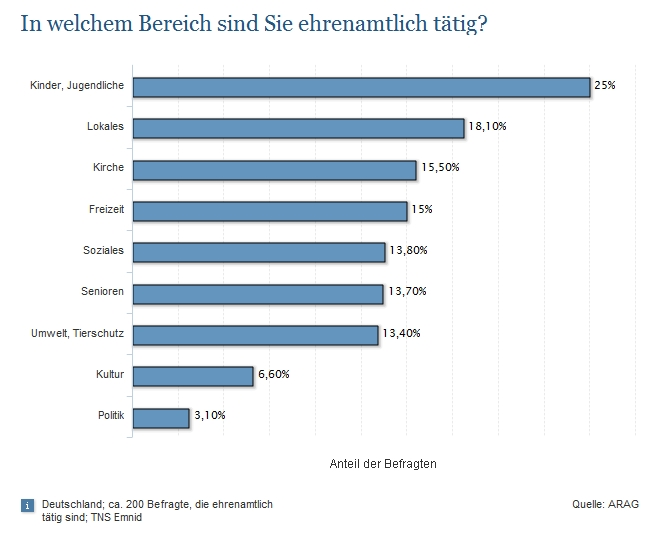 In welchem Bereich sind Sie ehrenamtlich tätig?
Kinder, Jugendliche 25%
Lokales 18,10%
Kirche 15,50%
Freizeit 15%
Soziales 13,80%
Senioren 13,70%
Umwelt, Tierschutz 13,40%
Kultur 6,60%
Politik 3,10%
Anteil der Befragten
i Deutschland; ca. 200 Befragte, die ehrenamtlich
tätig sind; TNS Emnid
Quelle: ARAG